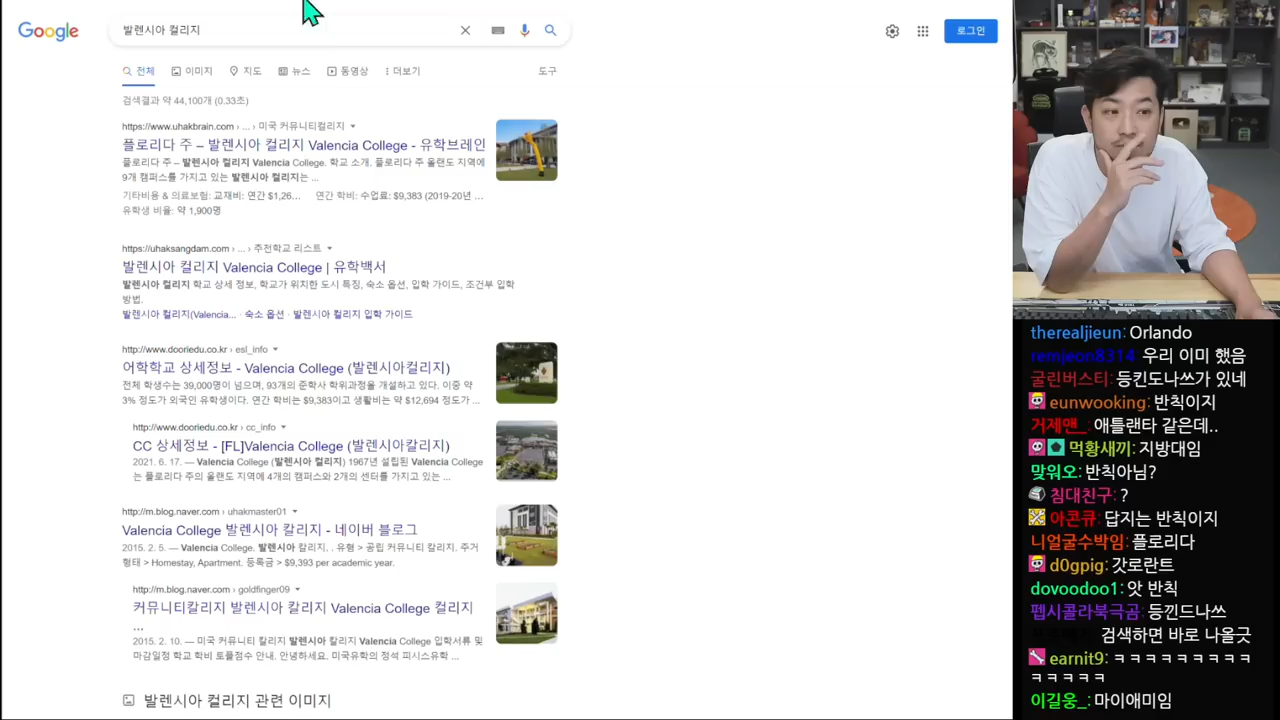 Google
발렌시아 컬리지
로그인
전체
이미지
지도
뉴스
동영상
더보기
도구
검색결과 약 44,100개 (0.33초)
https://www.uhakbrain.com › ... › 미국 커뮤니티컬리지
플로리다 주 – 발렌시아 컬리지 Valencia College - 유학브레인
플로리다 주 – 발렌시아 컬리지 Valencia College. 학교 소개. 플로리다 주 올랜도 지역에
9개 캠퍼스를 가지고 있는 발렌시아 컬리지는 ...
기타비용 & 의료보험: 교재비: 연간 $1,26... 연간 학비: 수업료: $9,383 (2019-20년 ...
유학생 비율: 약 1,900명
https://uhaksangdam.com › ... › 주전학교 리스트
발렌시아 컬리지 Valencia College | 유학백서
발렌시아 컬리지 학교 상세 정보, 학교가 위치한 도시 특징, 숙소 옵션, 입학 가이드, 조건부 입학
방법.
발렌시아 컬리지(Valencia... · 숙소 옵션 · 발렌시아 컬리지 입학 가이드
http://www.dooriedu.co.kr › esl_info
어학학교 상세정보 - Valencia College (발렌시아컬리지)
전체 학생수는 39,000명이 넘으며, 93개의 준학사 학위과정을 개설하고 있다. 이중 약
3% 정도가 외국인 유학생이다. 연간 학비는 $9,383이고 생활비는 약 $12,694 정도가 ...
http://www.dooriedu.co.kr › cc_info
CC 상세정보 - [FL]Valencia College (발렌시아칼리지)
2021. 6. 17. — Valencia College (발렌시아 컬리지) 1967년 설립된 Valencia College
는 플로리다 주의 올랜도 지역에 4개의 캠퍼스와 2개의 센터를 가지고 있는 ...
http://m.blog.naver.com › uhakmaster01
Valencia College 발렌시아 칼리지 - 네이버 블로그
2015. 2. 5. — Valencia College. 발렌시아 칼리지. . 유형 > 공립 커뮤니티 칼리지. 주거
형태 > Homestay, Apartment. 등록금 > $9,393 per academic year.
http://m.blog.naver.com › goldfinger09
커뮤니티칼리지 발렌시아 칼리지 Valencia College 컬리지
...
2015. 2. 10. — 미국 커뮤니티 칼리지 발렌시아 칼리지 Valencia College 입학서류 및
마감일정 학교 학비 토플점수 안내. 안녕하세요. 미국유학의 정석 피시스유학 ...
발렌시아 컬리지 관련 이미지
therealjieun: Orlando
remjeon8314: 우리 이미 했음
굴린버스티: 등킨도나쓰가 있네
eunwooking: 반칙이지
거제맨_: 애틀랜타 같은데..
먹황새끼: 지방대임
맞워오: 반칙아님?
침대친구: ?
아콘큐: 답지는 반칙이지
니얼굴수박임: 플로리다
d0gpig: 갓로란트
dovoodoo1: 앗 반칙
펩시콜라북극곰: 등낀드나쓰
검색하면 바로 나올긋
earnit9: ㅋㅋㅋㅋㅋㅋㅋㅋㅋ
ㅋㅋㅋㅋㅋ
이길웅_: 마이애미임